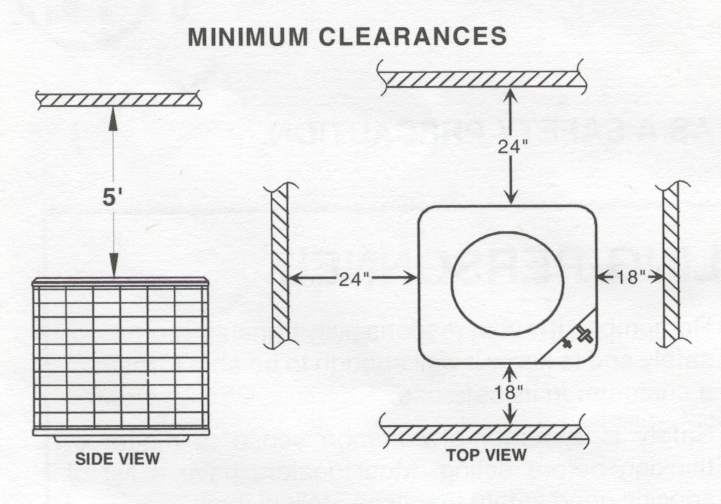 MINIMUM CLEARANCES
5'
24"
24"
18"
18"
SIDE VIEW
TOP VIEW